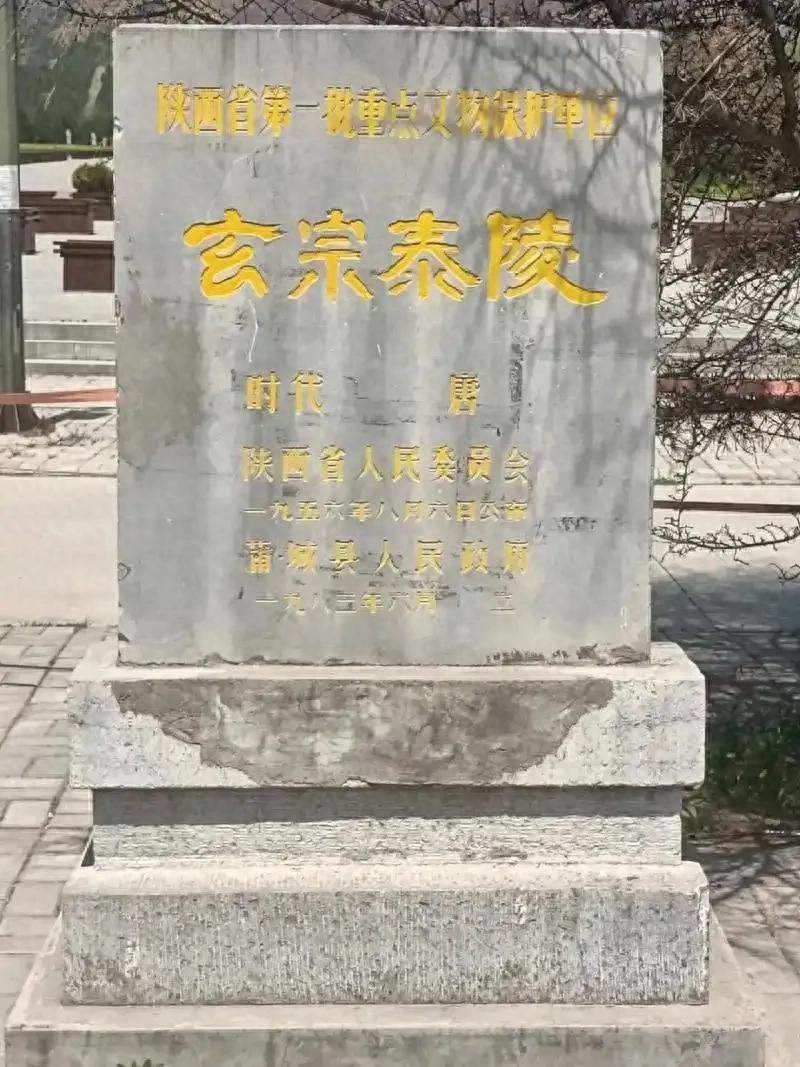 陕西省第一批重点文物保护单位
玄宗泰陵
时代 唐
陕西省人民委员会
一九五六年八月六日公布
蒲城县人民政府
一九八三年六月 立